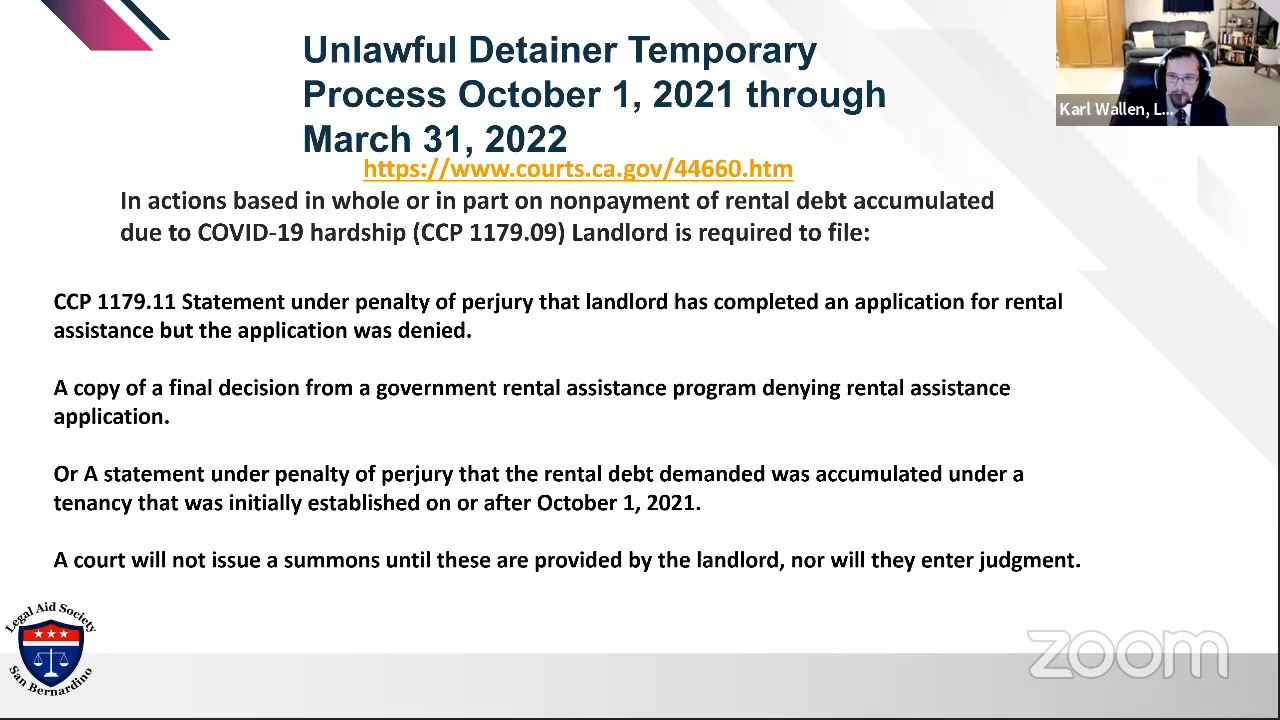 Unlawful Detainer Temporary
Process October 1, 2021 through
March 31, 2022
https://www.courts.ca.gov/44660.htm
In actions based in whole or in part on nonpayment of rental debt accumulated
due to COVID-19 hardship (CCP 1179.09) Landlord is required to file:
CCP 1179.11 Statement under penalty of perjury that landlord has completed an application for rental
assistance but the application was denied.
A copy of a final decision from a government rental assistance program denying rental assistance
application.
Or A statement under penalty of perjury that the rental debt demanded was accumulated under a
tenancy that was initially established on or after October 1, 2021.
A court will not issue a summons until these are provided by the landlord, nor will they enter judgment.
Karl Wallen, L...
Legal Aid Society
San Bernardino
zoom